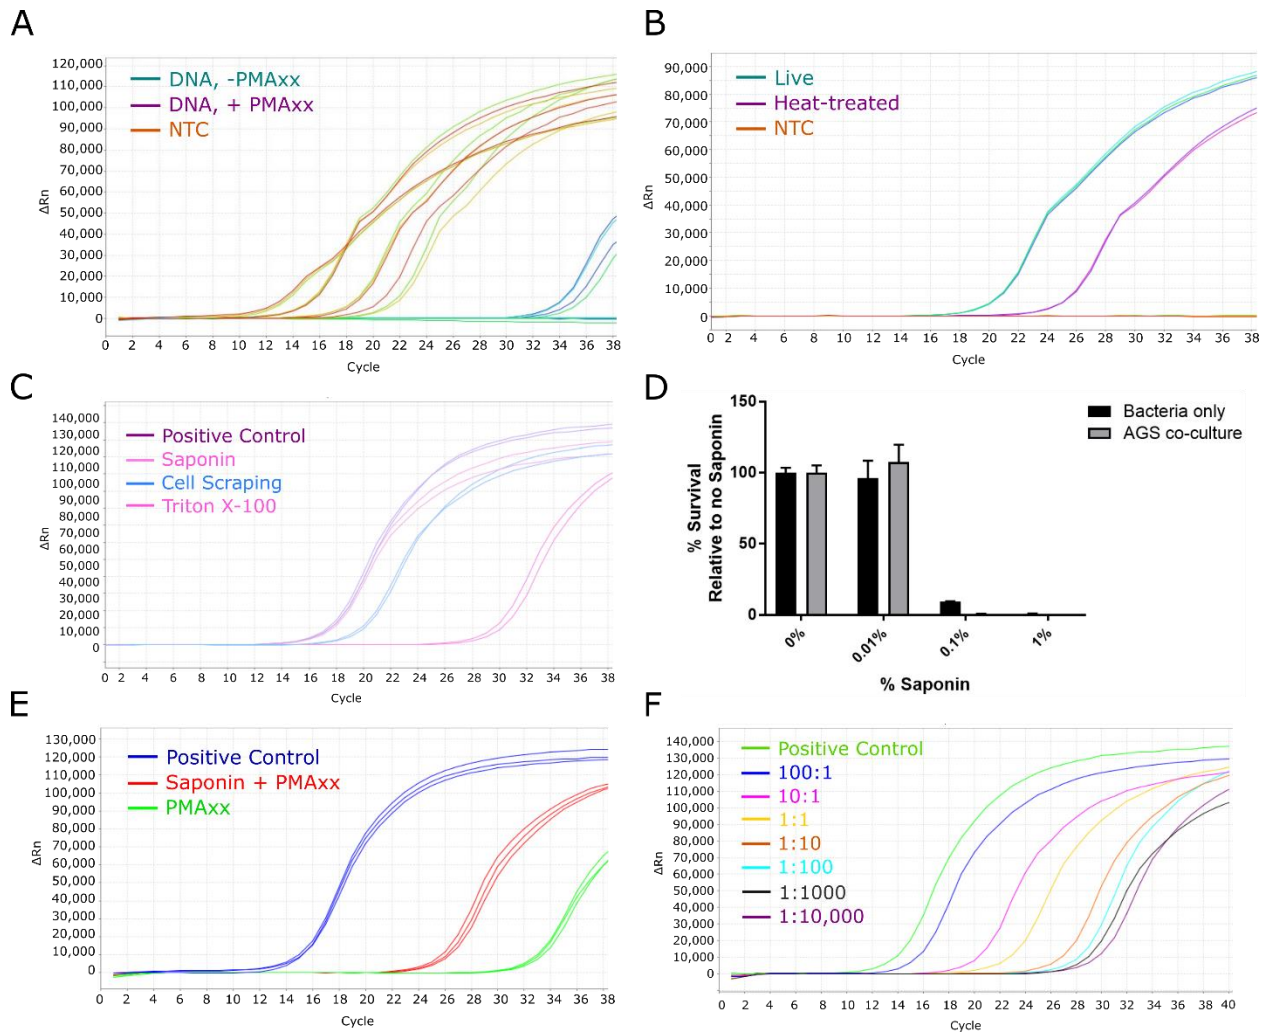 A
120,000
110,000
100,000
90,000
80,000
70,000
60,000
50,000
40,000
30,000
20,000
10,000
0
ΔRn
DNA, -PMAxx
DNA, + PMAxx
NTC
0 2 4 6 8 10 12 14 16 18 20 22 24 26 28 30 32 34 36 38
Cycle
B
90,000
80,000
70,000
60,000
50,000
40,000
30,000
20,000
10,000
0
ΔRn
Live
Heat-treated
NTC
0 2 4 6 8 10 12 14 16 18 20 22 24 26 28 30 32 34 36 38
Cycle
C
140,000
130,000
120,000
110,000
100,000
90,000
80,000
70,000
60,000
50,000
40,000
30,000
20,000
10,000
0
ΔRn
Positive Control
Saponin
Cell Scraping
Triton X-100
0 2 4 6 8 10 12 14 16 18 20 22 24 26 28 30 32 34 36 38
Cycle
D
% Survival
Relative to no Saponin
150
100
50
0
Bacteria only
AGS co-culture
0% 0.01% 0.1% 1%
% Saponin
E
130,000
120,000
110,000
100,000
90,000
80,000
70,000
60,000
50,000
40,000
30,000
20,000
10,000
0
ΔRn
Positive Control
Saponin + PMAxx
PMAxx
0 2 4 6 8 10 12 14 16 18 20 22 24 26 28 30 32 34 36 38
Cycle
F
140,000
130,000
120,000
110,000
100,000
90,000
80,000
70,000
60,000
50,000
40,000
30,000
20,000
10,000
0
ΔRn
Positive Control
100:1
10:1
1:1
1:10
1:100
1:1000
1:10,000
0 2 4 6 8 10 12 14 16 18 20 22 24 26 28 30 32 34 36 38 40
Cycle